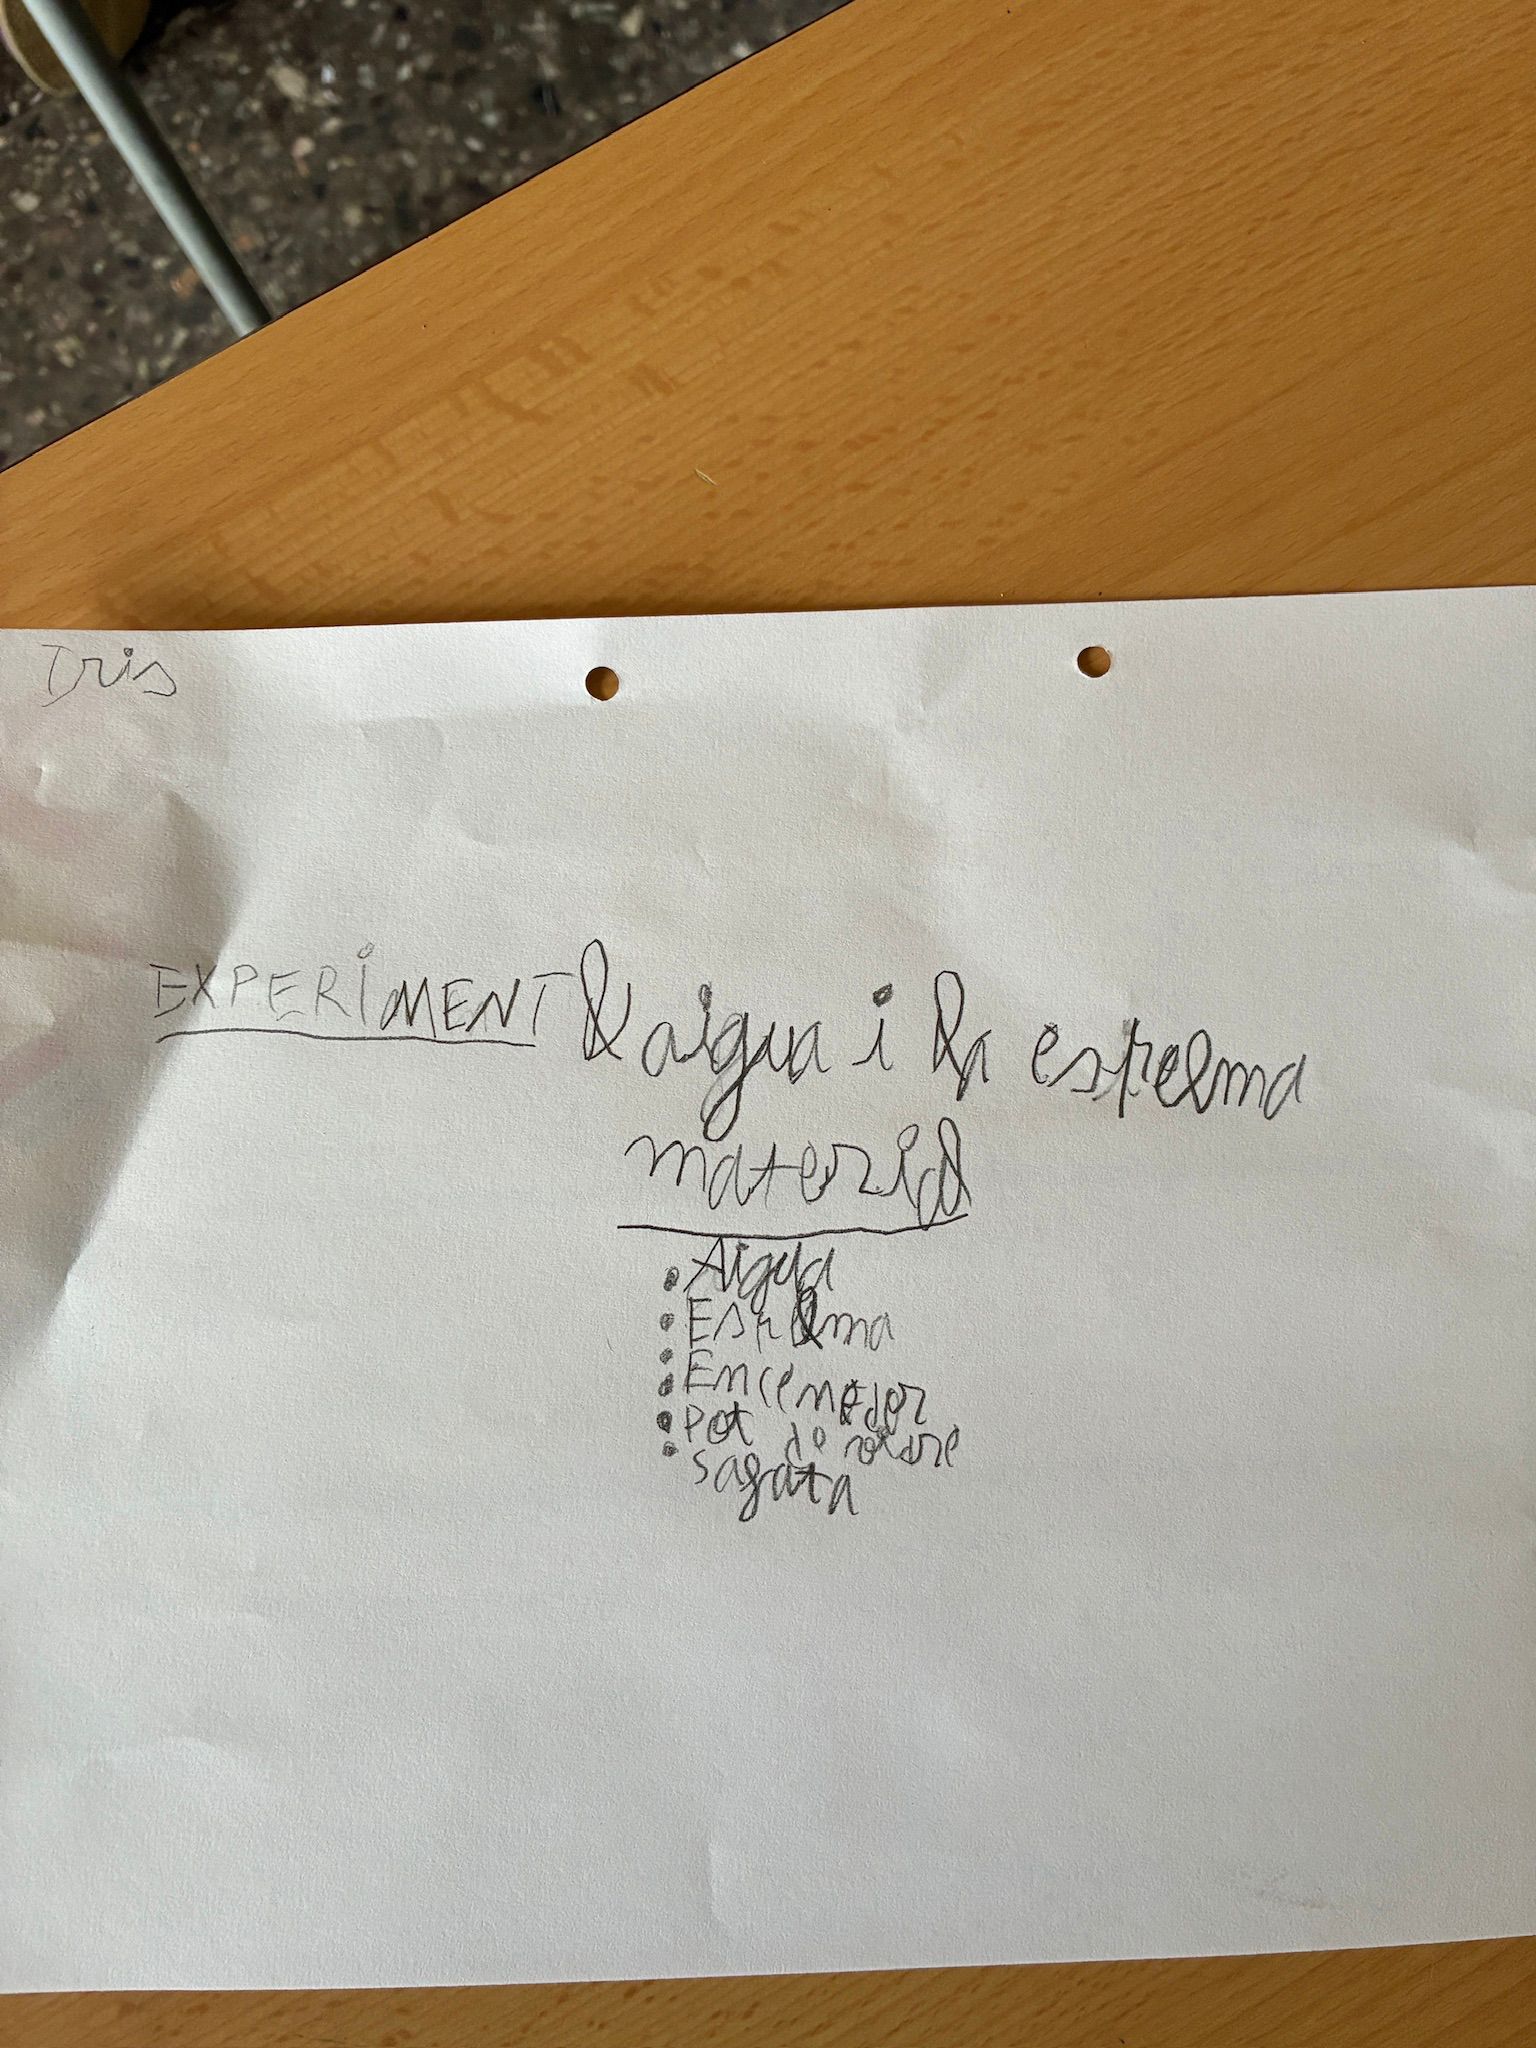 Iris
EXPERIMENT l'aigua i la espelma
material
• Aigua
• Espelma
• Encenedor
• Pot de vidre
• sagata